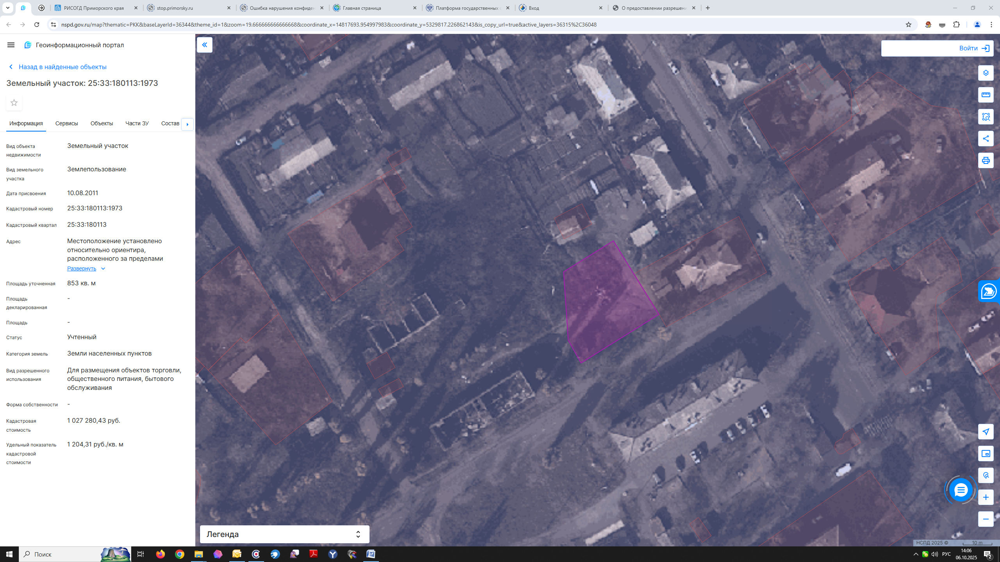 РИСОГД Приморского края
stop.primorsky.ru
Ошибка нарушения конфиден
Главная страница
Платформа государственных с
Вход
О предоставлении разрешени
nspd.gov.ru/map?thematic=PKK&baseLayerId=36344&theme_id=1&zoom=19.666666666666668&coordinate_x=14817693.954997983&coordinate_y=5329817.226862143&is_copy_url=true&active_layers=36315%2C36048
Геоинформационный портал
Войти
Назад в найденные объекты
Земельный участок: 25:33:180113:1973
Информация Сервисы Объекты Части ЗУ Состав
Вид объекта недвижимости
Земельный участок
Вид земельного участка
Землепользование
Дата присвоения
10.08.2011
Кадастровый номер
25:33:180113:1973
Кадастровый квартал
25:33:180113
Адрес
Местоположение установлено
относительно ориентира,
расположенного за пределами
Развернуть
Площадь уточненная
853 кв. м
Площадь декларированная
-
Площадь
-
Статус
Учтенный
Категория земель
Земли населенных пунктов
Вид разрешенного использования
Для размещения объектов торговли,
общественного питания, бытового
обслуживания
Форма собственности
-
Кадастровая стоимость
1 027 280,43 руб.
Удельный показатель кадастровой стоимости
1 204,31 руб./кв. м
Легенда
НСПД 2025 ©
10 m
Поиск
РУС
14:06
06.10.2025
2